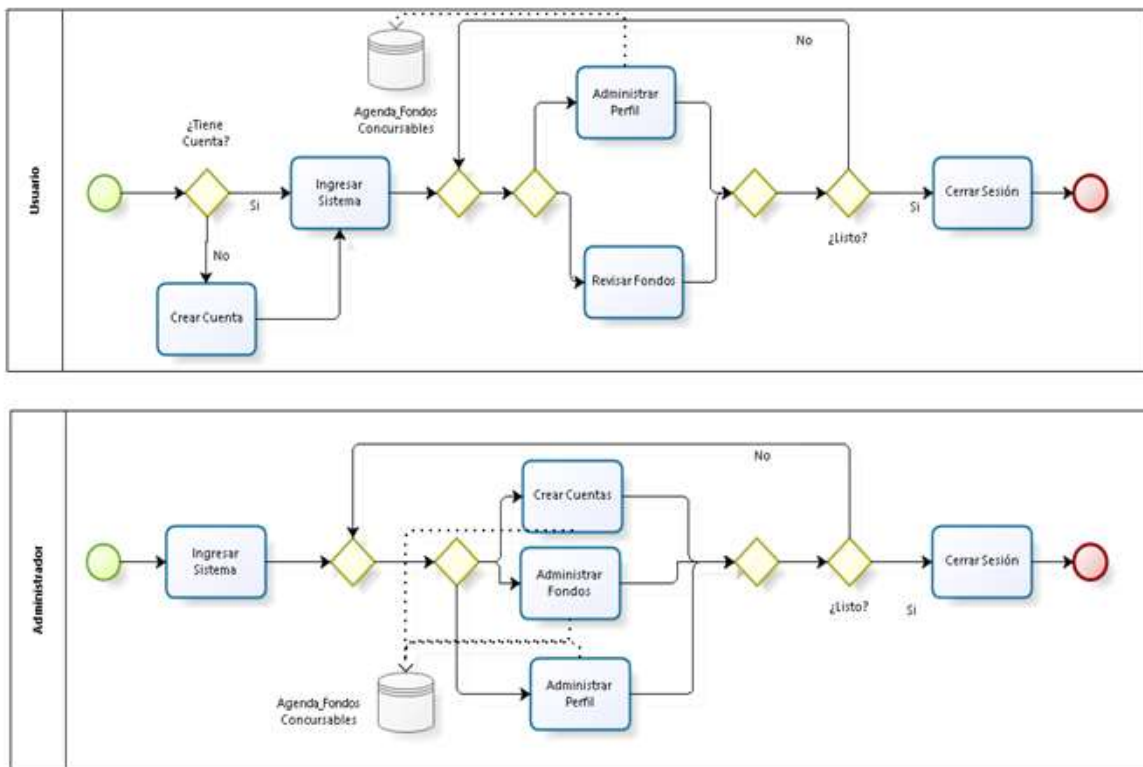 Usuario
¿Tiene
Cuenta?
Si
No
Crear Cuenta
Ingresar
Sistema
Agenda_Fondos
Concursables
Administrar
Perfil
Revisar Fondos
No
¿Listo?
Si
Cerrar Sesión
Administrador
Ingresar
Sistema
Agenda_Fondos
Concursables
Crear Cuentas
Administrar
Fondos
Administrar
Perfil
No
¿Listo?
Si
Cerrar Sesión